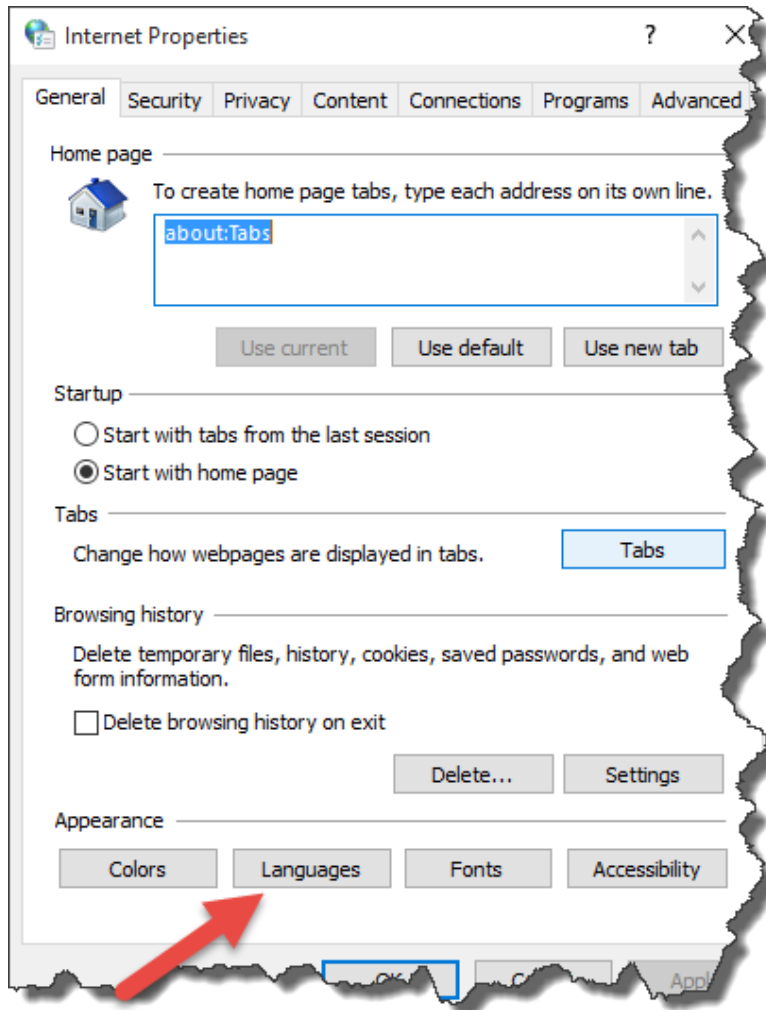 Internet Properties ?
General Security Privacy Content Connections Programs Advanced
Home page
To create home page tabs, type each address on its own line.
about:Tabs
Use current Use default Use new tab
Startup
Start with tabs from the last session
Start with home page
Tabs
Change how webpages are displayed in tabs. Tabs
Browsing history
Delete temporary files, history, cookies, saved passwords, and web
form information.
Delete browsing history on exit
Delete... Settings
Appearance
Colors Languages Fonts Accessibility